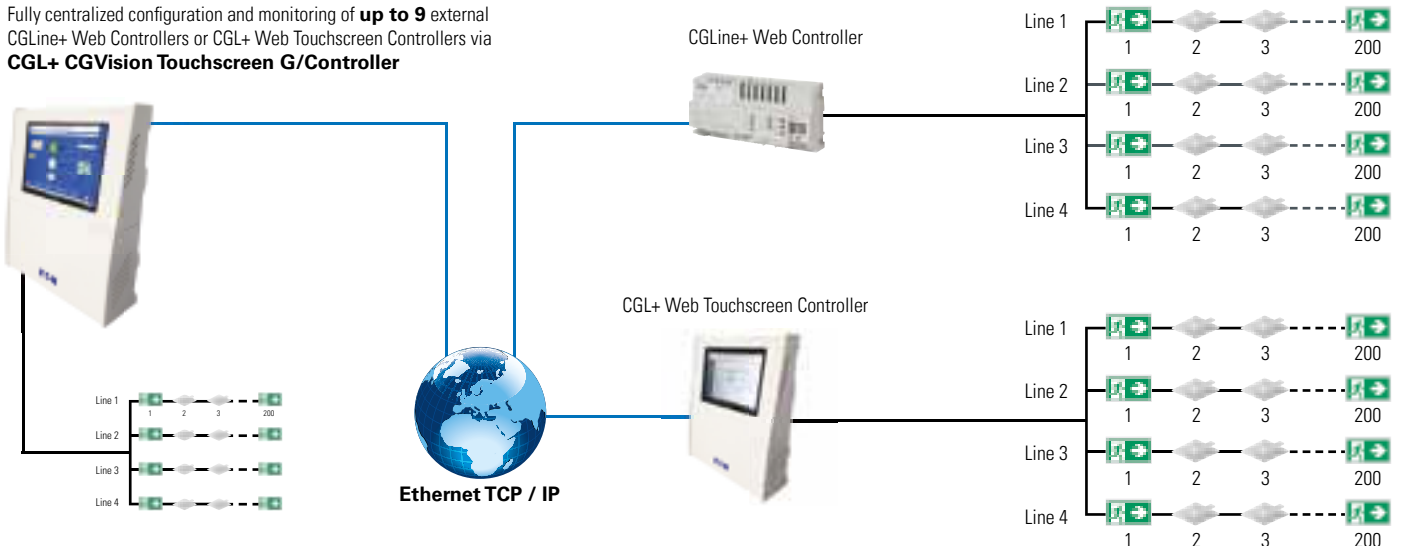 Fully centralized configuration and monitoring of up to 9 external
CGLine+ Web Controllers or CGL+ Web Touchscreen Controllers via
CGL+ CGVision Touchscreen G/Controller
CGLine+ Web Controller
Line 1
1 2 3 200
Line 2
1 2 3 200
Line 3
1 2 3 200
Line 4
1 2 3 200
CGL+ Web Touchscreen Controller
Line 1
1 2 3 200
Line 2
1 2 3 200
Line 3
1 2 3 200
Line 4
1 2 3 200
Line 1
1 2 3 200
Line 2
Line 3
Line 4
Ethernet TCP / IP